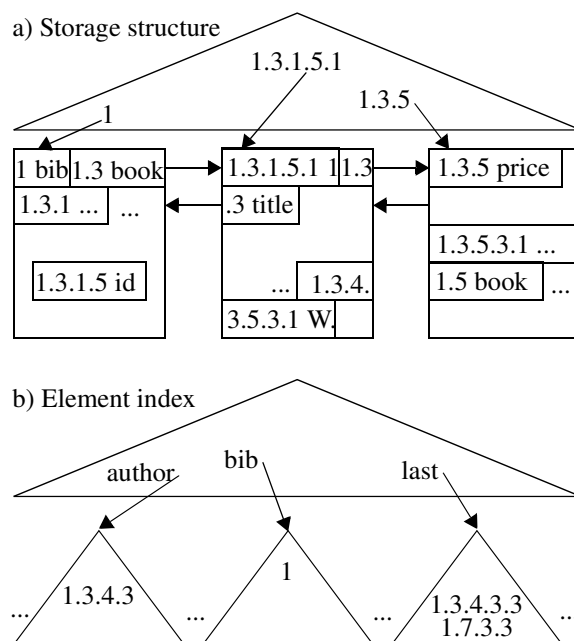 a) Storage structure
1.3.1.5.1
1
1.3.5
1 bib 1.3 book 1.3.1.5.1 1 1.3 1.3.5 price
1.3.1 ... ... .3 title
1.3.5.3.1 ...
1.3.1.5 id ... 1.3.4. 1.5 book ...
3.5.3.1 W.
b) Element index
author bib last
1
... 1.3.4.3 ... ... 1.3.4.3.3 ..
1.7.3.3